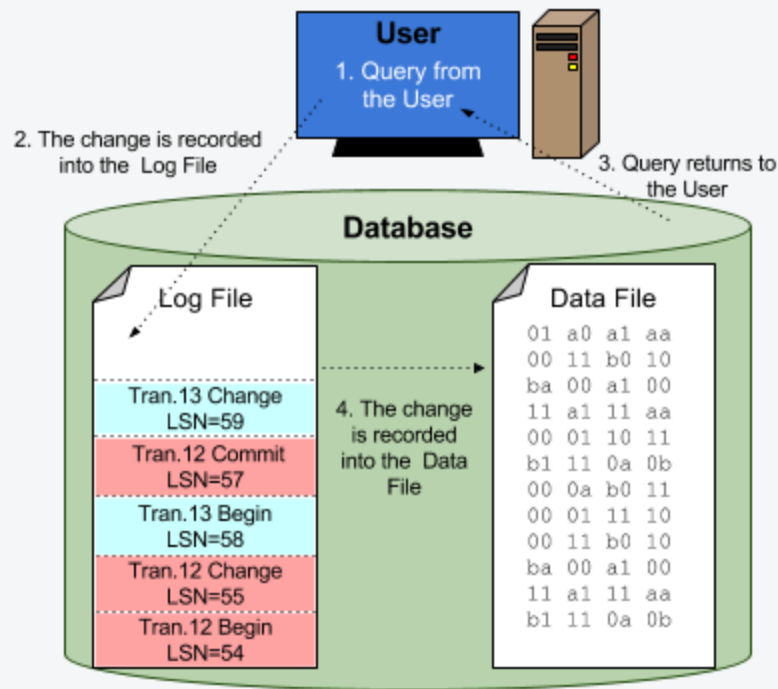 User
1. Query from
the User
2. The change is recorded
into the Log File
3. Query returns to
the User
Database
Log File
Tran.13 Change
LSN=59
Tran.12 Commit
LSN=57
Tran.13 Begin
LSN=58
Tran.12 Change
LSN=55
Tran.12 Begin
LSN=54
4. The change
is recorded
into the Data
File
Data File
01 a0 a1 aa
00 11 b0 10
ba 00 a1 00
11 a1 11 aa
00 01 10 11
b1 11 0a 0b
00 0a b0 11
00 01 11 10
00 11 b0 10
ba 00 a1 00
11 a1 11 aa
b1 11 0a 0b